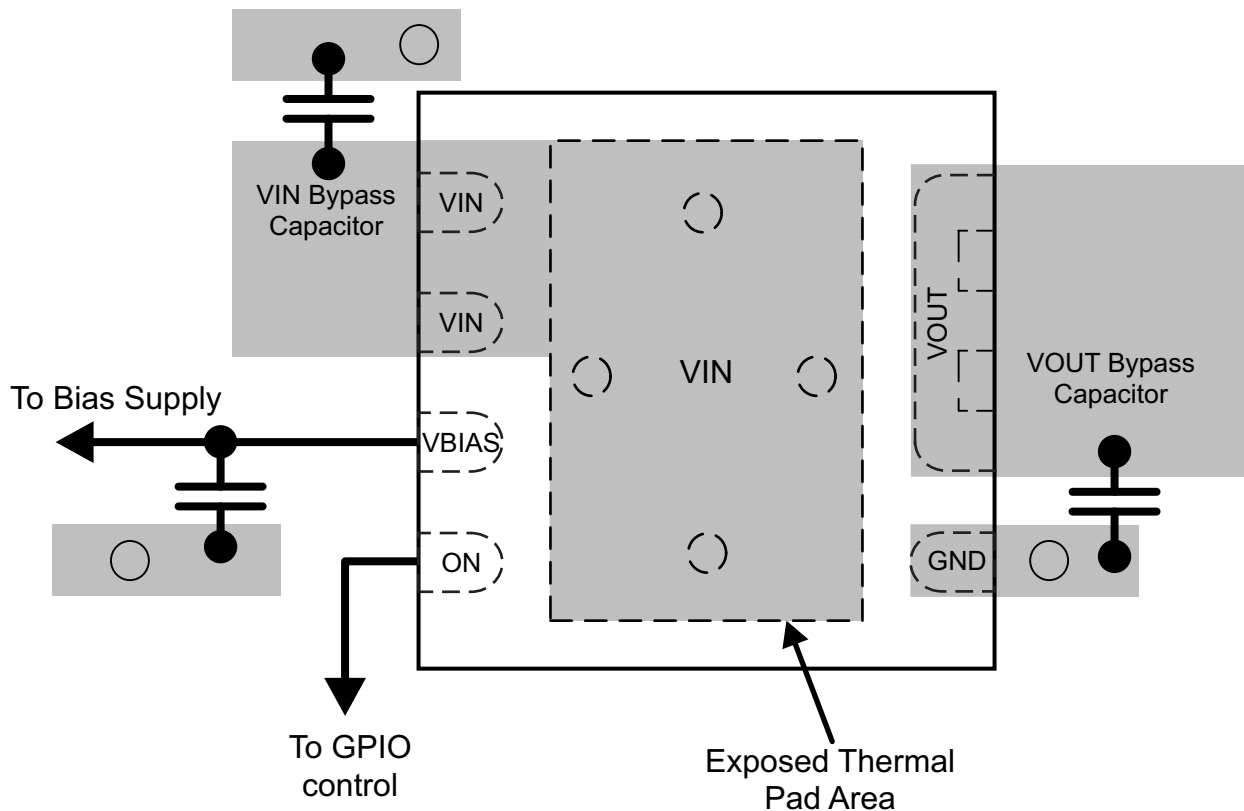 VIN Bypass
Capacitor
VIN
VIN
VIN
VOUT
VOUT Bypass
Capacitor
To Bias Supply
VBIAS
ON
GND
To GPIO
control
Exposed Thermal
Pad Area